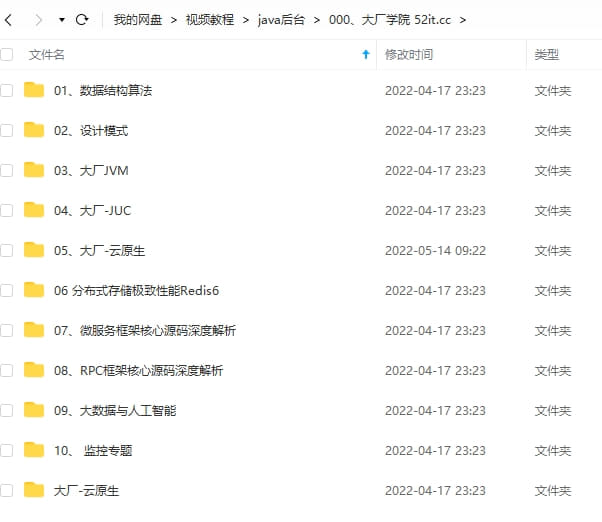 我的网盘 > 视频教程 > java后台 > 000、大厂学院 52it.cc >
文件名 修改时间 类型
01、数据结构算法 2022-04-17 23:23 文件夹
02、设计模式 2022-04-17 23:23 文件夹
03、大厂JVM 2022-04-17 23:23 文件夹
04、大厂-JUC 2022-04-17 23:23 文件夹
05、大厂-云原生 2022-05-14 09:22 文件夹
06 分布式存储极致性能Redis6 2022-04-17 23:23 文件夹
07、微服务框架核心源码深度解析 2022-04-17 23:23 文件夹
08、RPC框架核心源码深度解析 2022-04-17 23:23 文件夹
09、大数据与人工智能 2022-04-17 23:23 文件夹
10、 监控专题 2022-04-17 23:23 文件夹
大厂-云原生 2022-04-17 23:23 文件夹